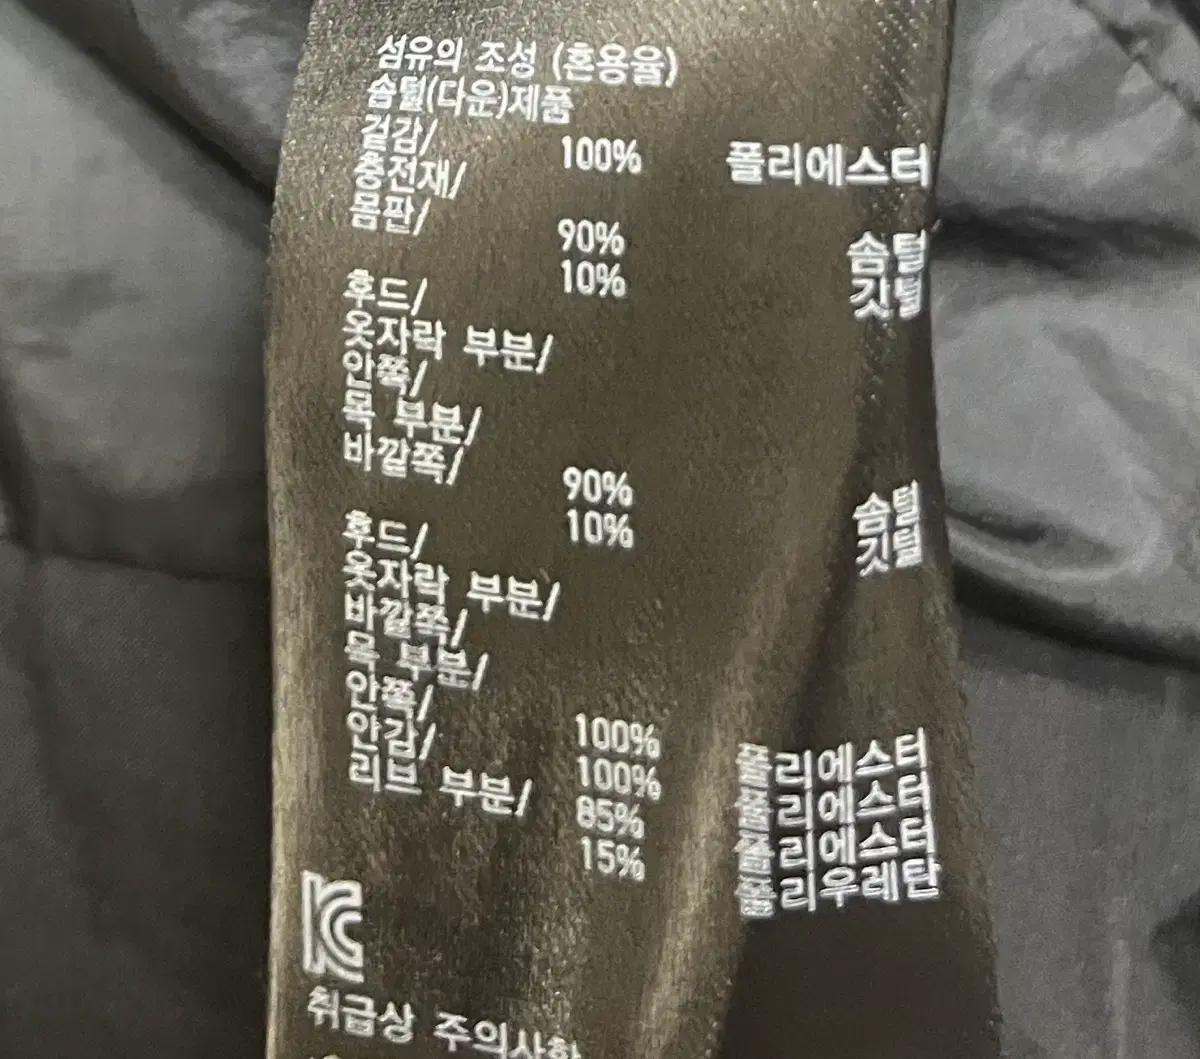 섬유의 조성 (혼용율)
솜털(다운)제품
겉감/
100% 폴리에스터
충전재/
몸판/
90% 솜털
10% 깃털
후드/
옷자락 부분/
안쪽/
목 부분/
바깥쪽/
90% 솜털
10% 깃털
후드/
옷자락 부분/
바깥쪽/
목 부분/
안쪽/
100% 폴리에스터
안감/
100% 폴리에스터
리브 부분/
85% 폴리에스터
15% 폴리우레탄
KC
취급상 주의사항